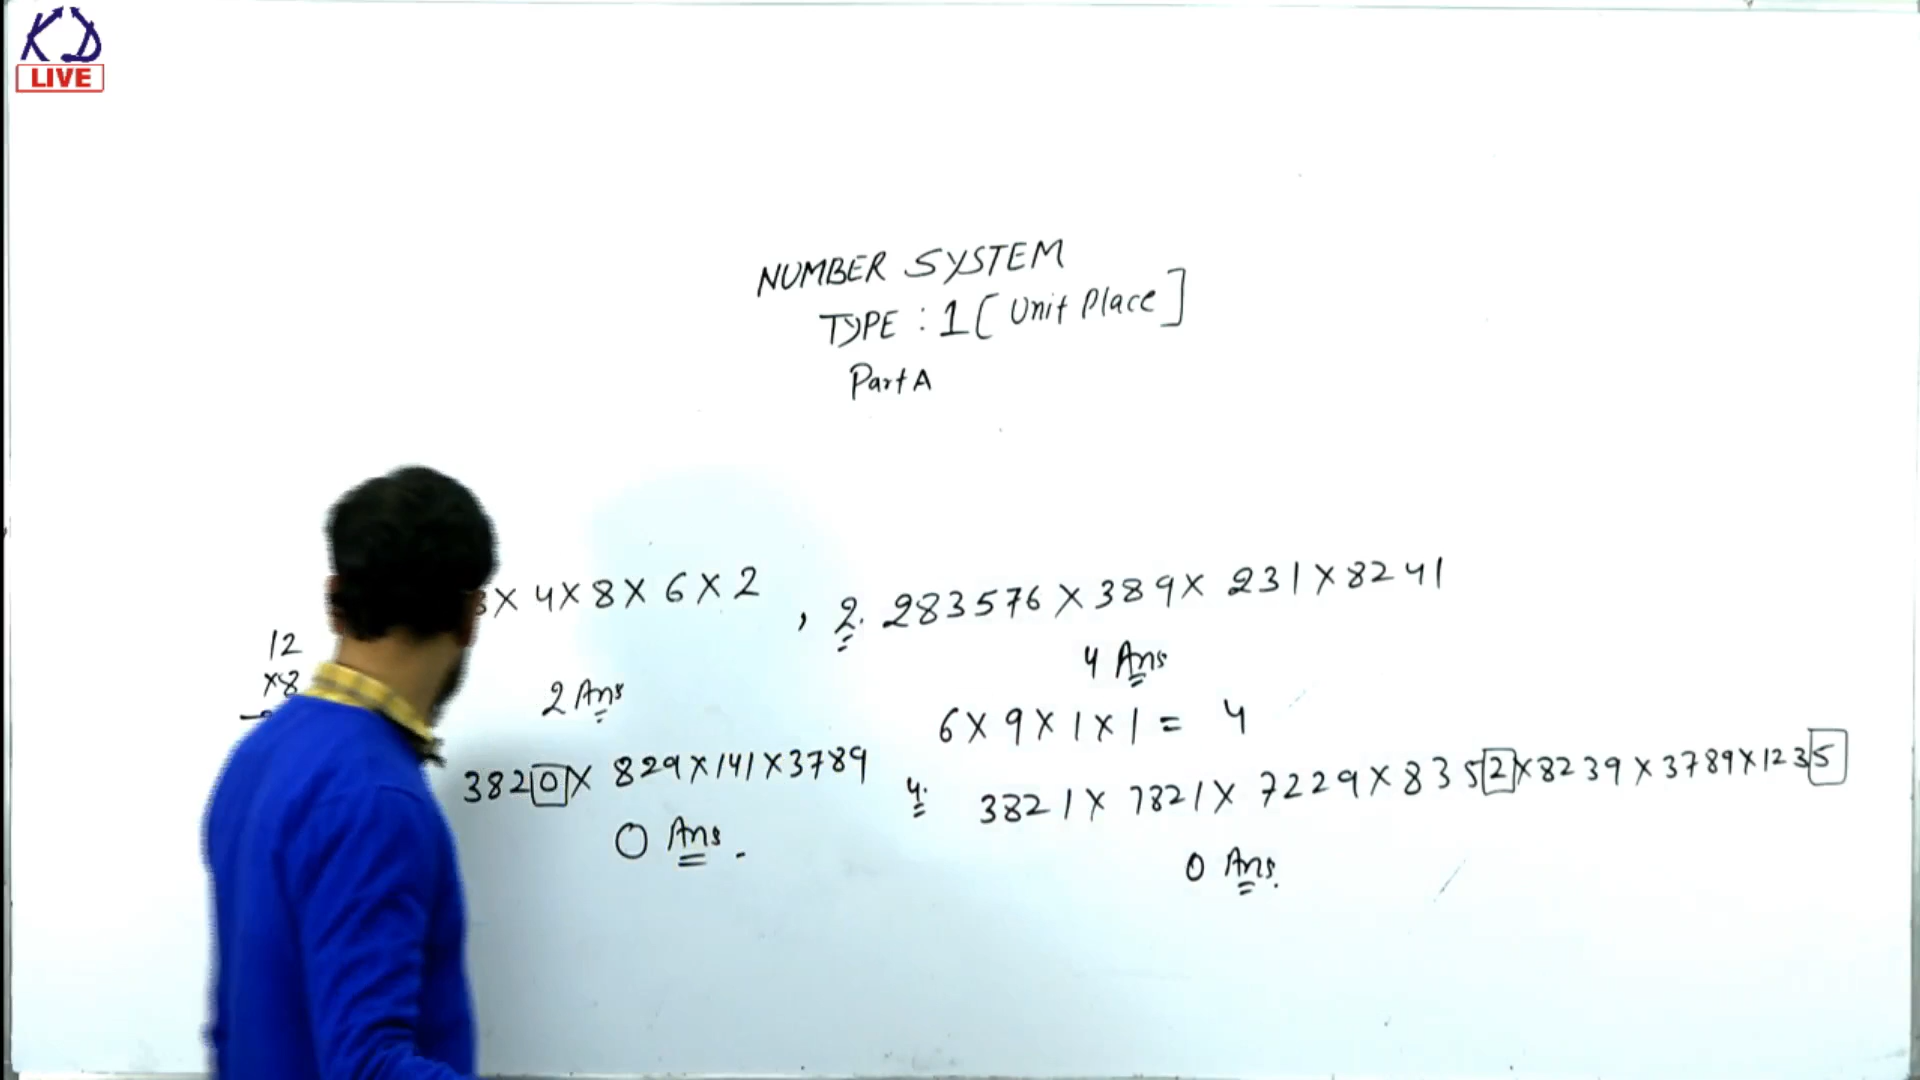 KD
LIVE
NUMBER SYSTEM
TYPE : 1 [ Unit Place ]
Part A
3 X 4 X 8 X 6 X 2 , 2. 283576 X 389 X 231 X 8241
12
X8
2 Ans
4 Ans
6 X 9 X 1 X 1 = 4
3820 X 829 X 141 X 3789
4. 3821 X 7821 X 7229 X 8352 X 8239 X 3789 X 1235
0 Ans.
0 Ans.